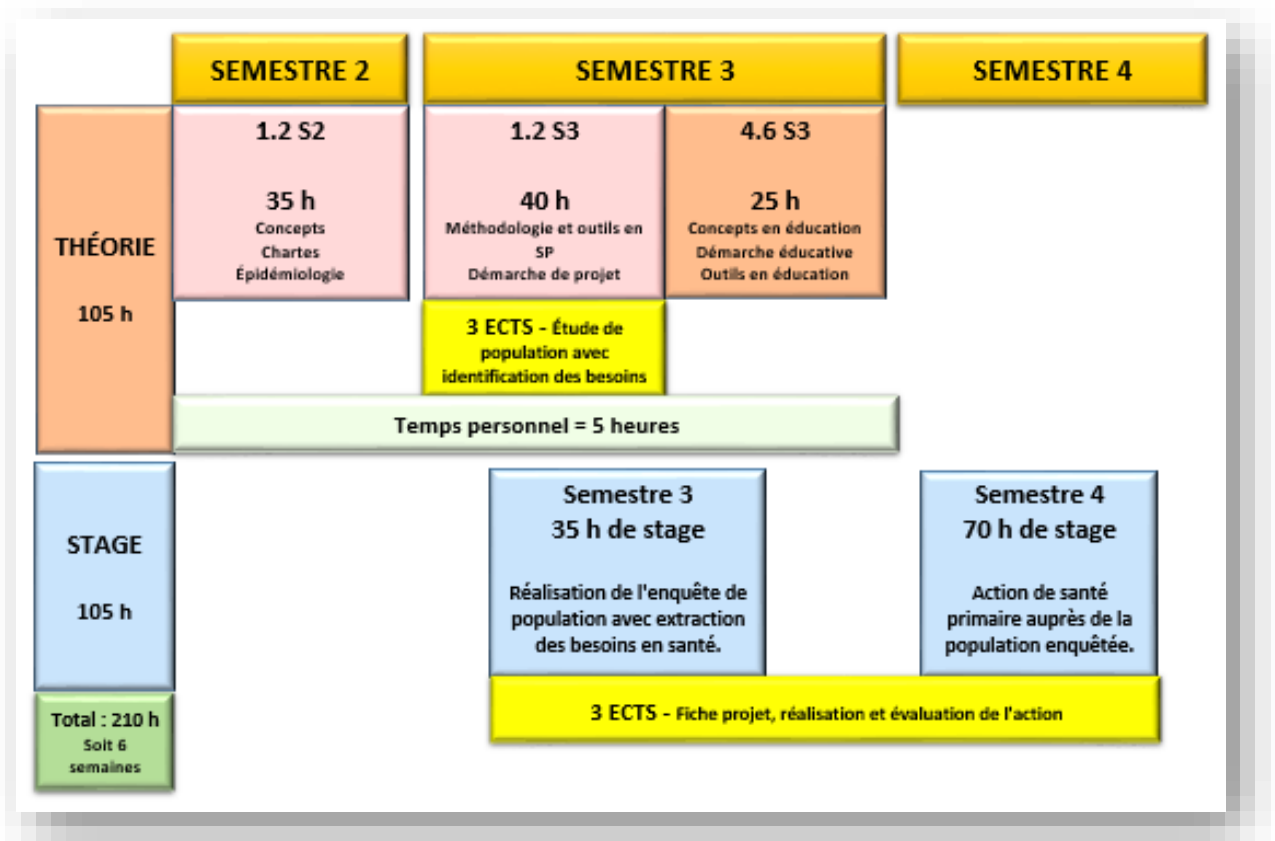 SEMESTRE 2
SEMESTRE 3
SEMESTRE 4
THÉORIE
105 h
1.2 S2
35 h
Concepts
Chartes
Épidémiologie
1.2 S3
40 h
Méthodologie et outils en
SP
Démarche de projet
4.6 S3
25 h
Concepts en éducation
Démarche éducative
Outils en éducation
3 ECTS - Étude de
population avec
identification des besoins
Temps personnel = 5 heures
STAGE
105 h
Semestre 3
35 h de stage
Réalisation de l'enquête de
population avec extraction
des besoins en santé.
Semestre 4
70 h de stage
Action de santé
primaire auprès de la
population enquêtée.
3 ECTS - Fiche projet, réalisation et évaluation de l'action
Total : 210 h
Soit 6
semaines